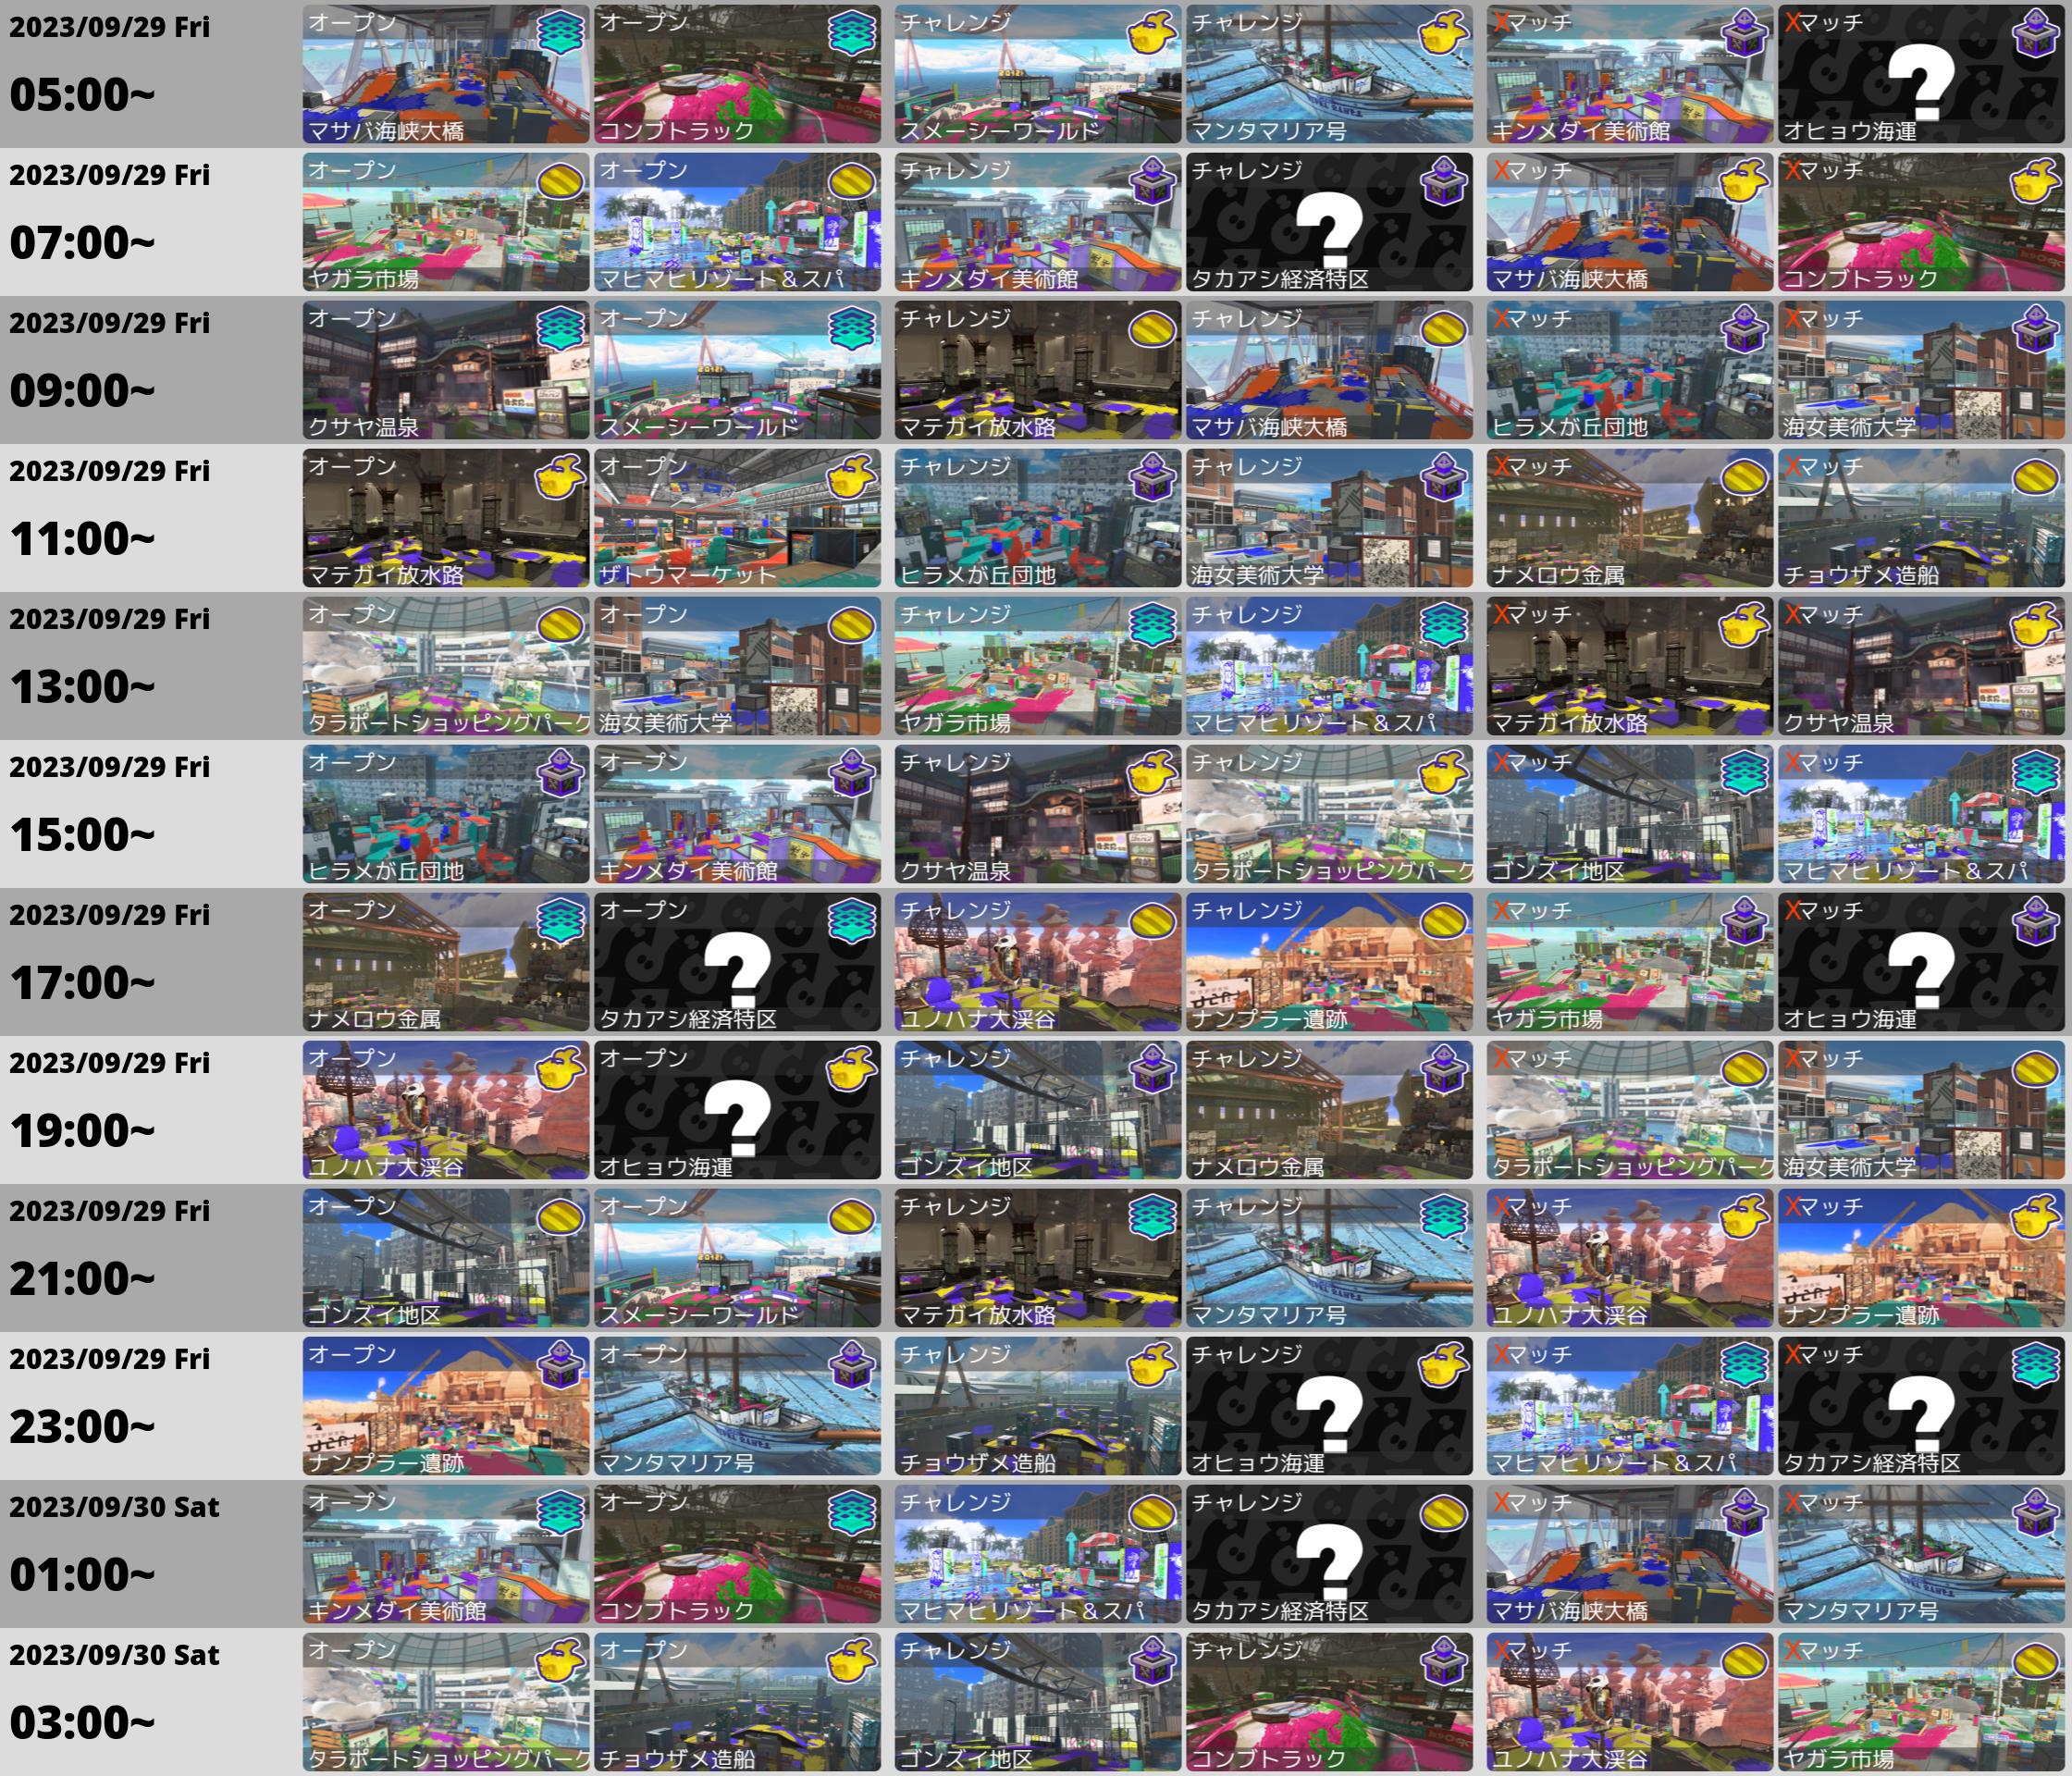 2023/09/29 Fri
05:00~
オープン オープン チャレンジ チャレンジ Xマッチ Xマッチ
マサバ海峡大橋 コンブトラック スメーシーワールド マンタマリア号 キンメダイ美術館 オヒョウ海運
2023/09/29 Fri
07:00~
オープン オープン チャレンジ チャレンジ Xマッチ Xマッチ
ヤガラ市場 マヒマヒリゾート&スパ キンメダイ美術館 タカアシ経済特区 マサバ海峡大橋 コンブトラック
2023/09/29 Fri
09:00~
オープン オープン チャレンジ チャレンジ Xマッチ Xマッチ
クサヤ温泉 スメーシーワールド マテガイ放水路 マサバ海峡大橋 ヒラメが丘団地 海女美術大学
2023/09/29 Fri
11:00~
オープン オープン チャレンジ チャレンジ Xマッチ Xマッチ
マテガイ放水路 ザトウマーケット ヒラメが丘団地 海女美術大学 ナメロウ金属 チョウザメ造船
2023/09/29 Fri
13:00~
オープン オープン チャレンジ チャレンジ Xマッチ Xマッチ
タラポートショッピングパーク 海女美術大学 ヤガラ市場 マヒマヒリゾート&スパ マテガイ放水路 クサヤ温泉
2023/09/29 Fri
15:00~
オープン オープン チャレンジ チャレンジ Xマッチ Xマッチ
ヒラメが丘団地 キンメダイ美術館 クサヤ温泉 タラポートショッピングパーク ゴンズイ地区 マヒマヒリゾート&スパ
2023/09/29 Fri
17:00~
オープン オープン チャレンジ チャレンジ Xマッチ Xマッチ
ナメロウ金属 タカアシ経済特区 ユノハナ大渓谷 ナンプラー遺跡 ヤガラ市場 オヒョウ海運
2023/09/29 Fri
19:00~
オープン オープン チャレンジ チャレンジ Xマッチ Xマッチ
ユノハナ大渓谷 オヒョウ海運 ゴンズイ地区 ナメロウ金属 タラポートショッピングパーク 海女美術大学
2023/09/29 Fri
21:00~
オープン オープン チャレンジ チャレンジ Xマッチ Xマッチ
ゴンズイ地区 スメーシーワールド マテガイ放水路 マンタマリア号 ユノハナ大渓谷 ナンプラー遺跡
2023/09/29 Fri
23:00~
オープン オープン チャレンジ チャレンジ Xマッチ Xマッチ
ナンプラー遺跡 マンタマリア号 チョウザメ造船 オヒョウ海運 マヒマヒリゾート&スパ タカアシ経済特区
2023/09/30 Sat
01:00~
オープン オープン チャレンジ チャレンジ Xマッチ Xマッチ
キンメダイ美術館 コンブトラック マヒマヒリゾート&スパ タカアシ経済特区 マサバ海峡大橋 マンタマリア号
2023/09/30 Sat
03:00~
オープン オープン チャレンジ チャレンジ Xマッチ Xマッチ
タラポートショッピングパーク チョウザメ造船 ゴンズイ地区 コンブトラック ユノハナ大渓谷 ヤガラ市場